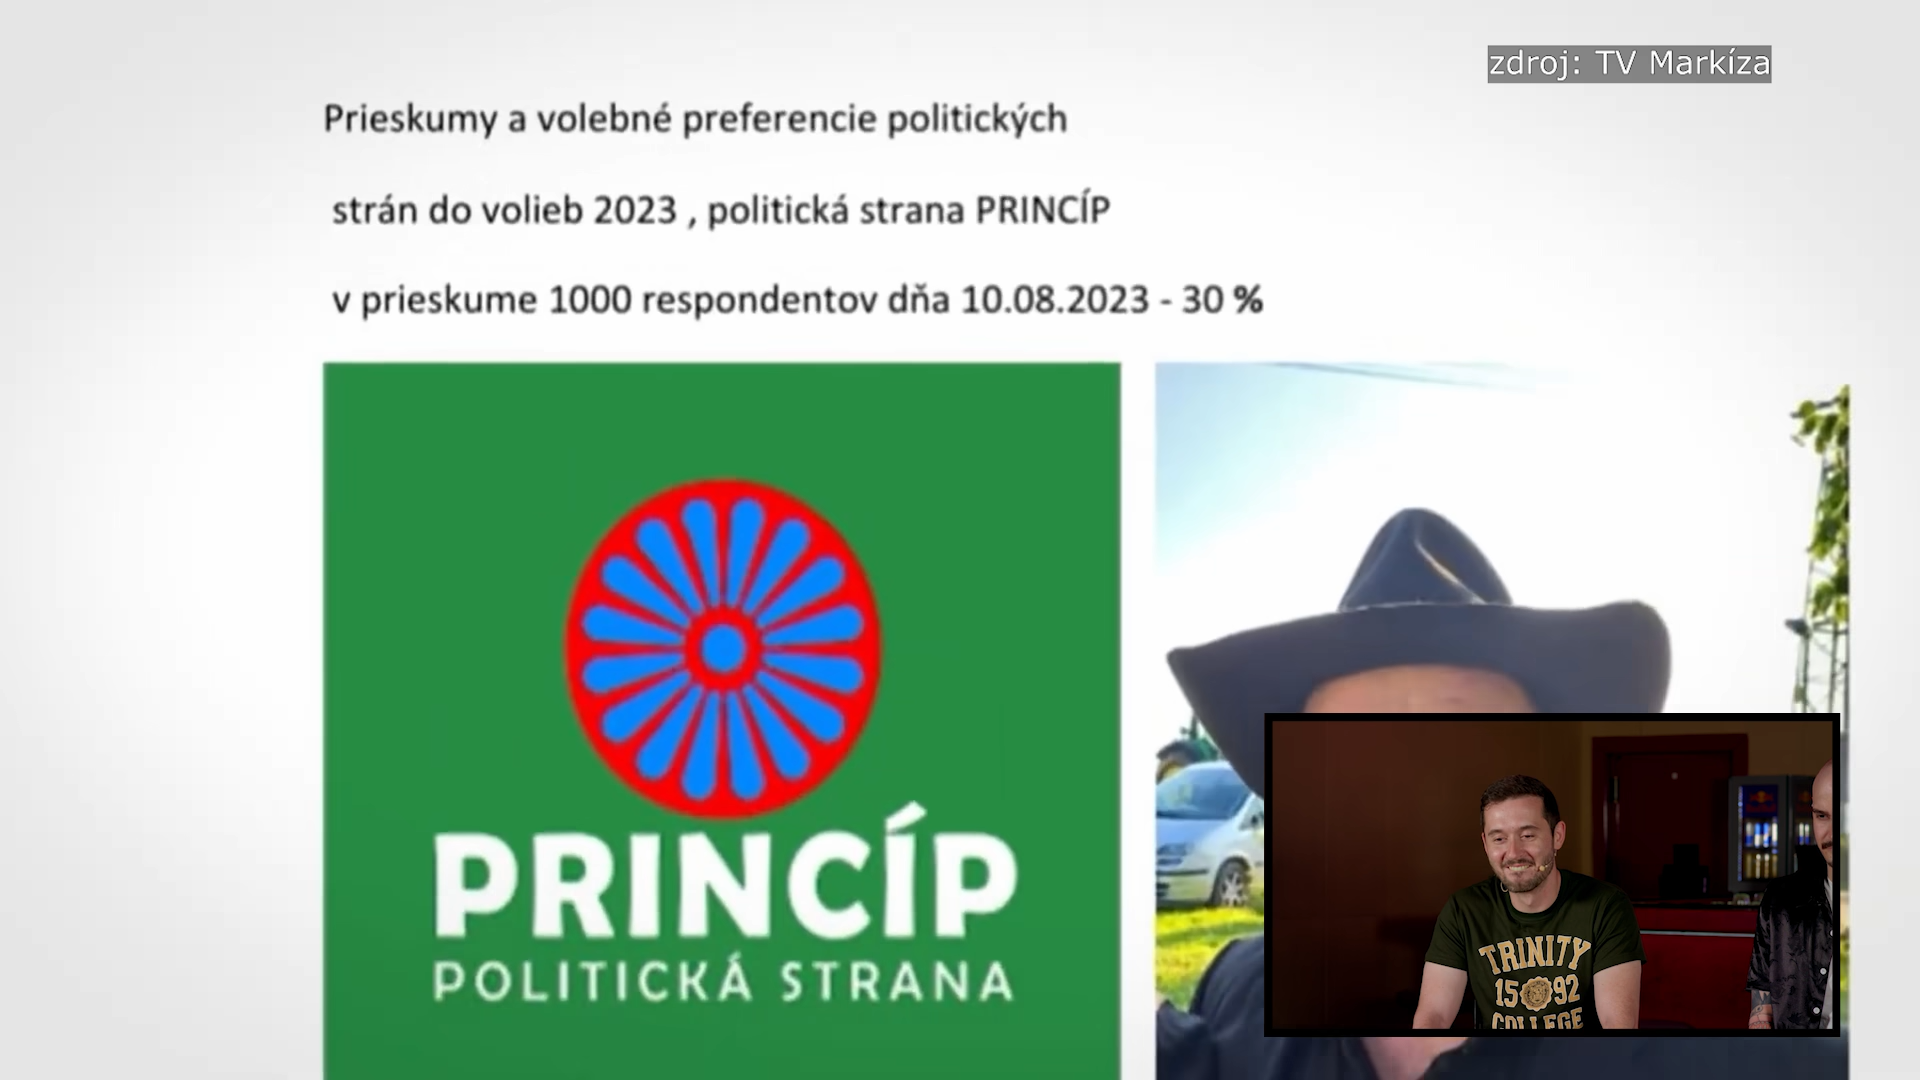 zdroj: TV Markíza
Prieskumy a volebné preferencie politických
strán do volieb 2023 , politická strana PRINCÍP
v prieskume 1000 respondentov dňa 10.08.2023 - 30 %
PRINCÍP
POLITICKÁ STRANA
TRINITY
15 92
COLLEGE